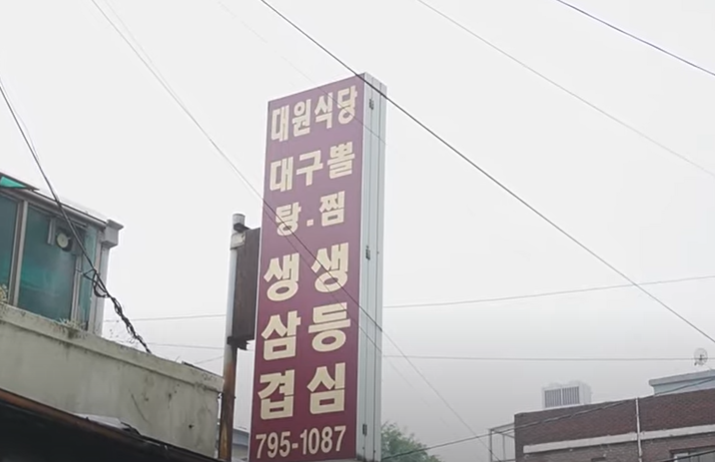 대원식당
대구뽈
탕.찜
생삼겹
생등심
795-1087